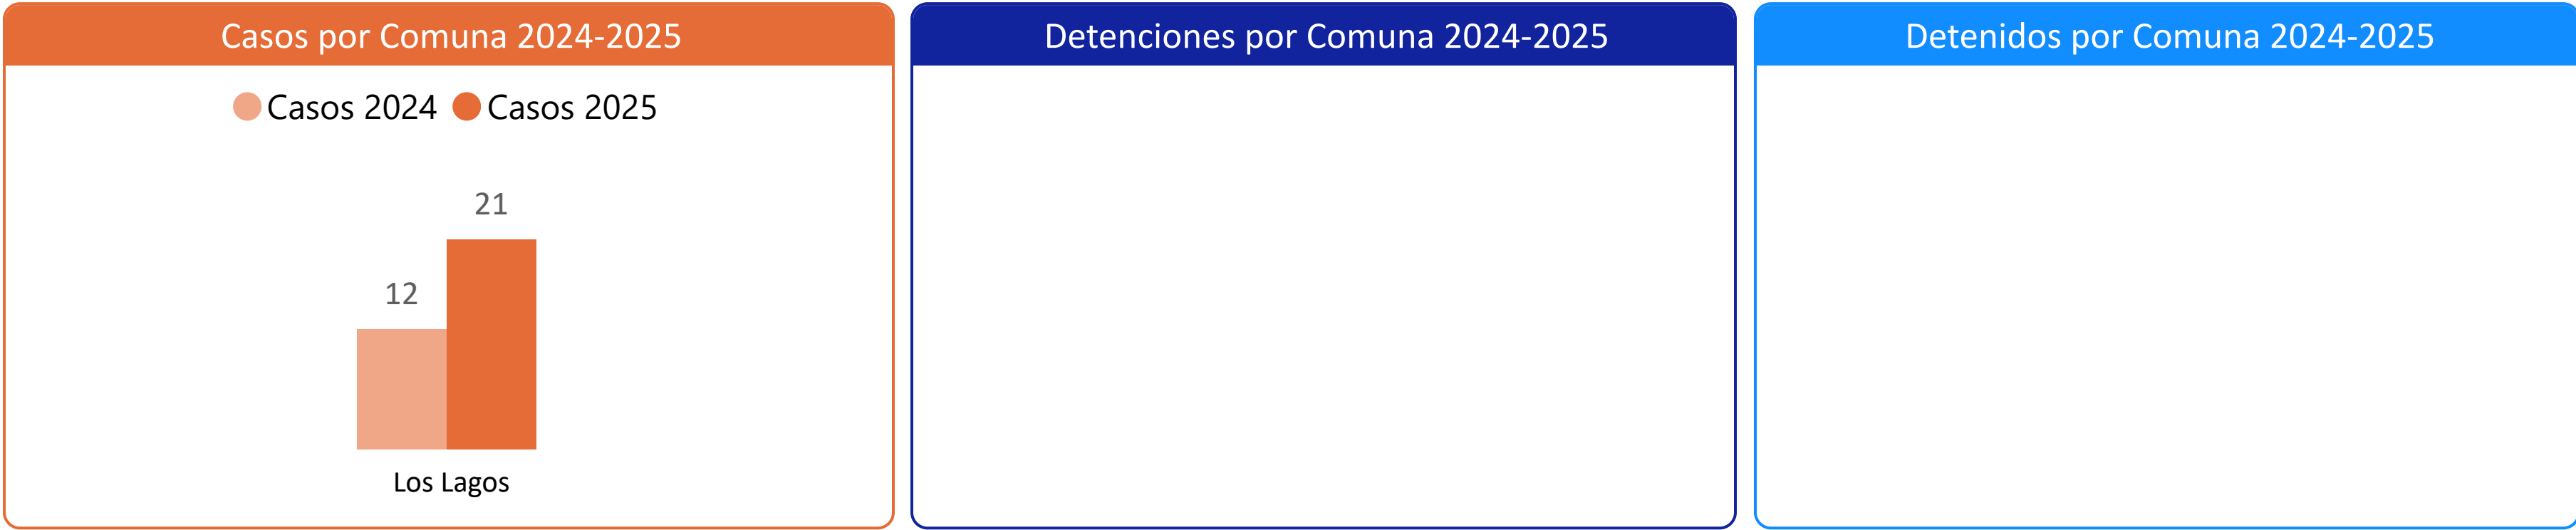 Casos por Comuna 2024-2025
Casos 2024 Casos 2025
21
12
Los Lagos
Detenciones por Comuna 2024-2025
Detenidos por Comuna 2024-2025